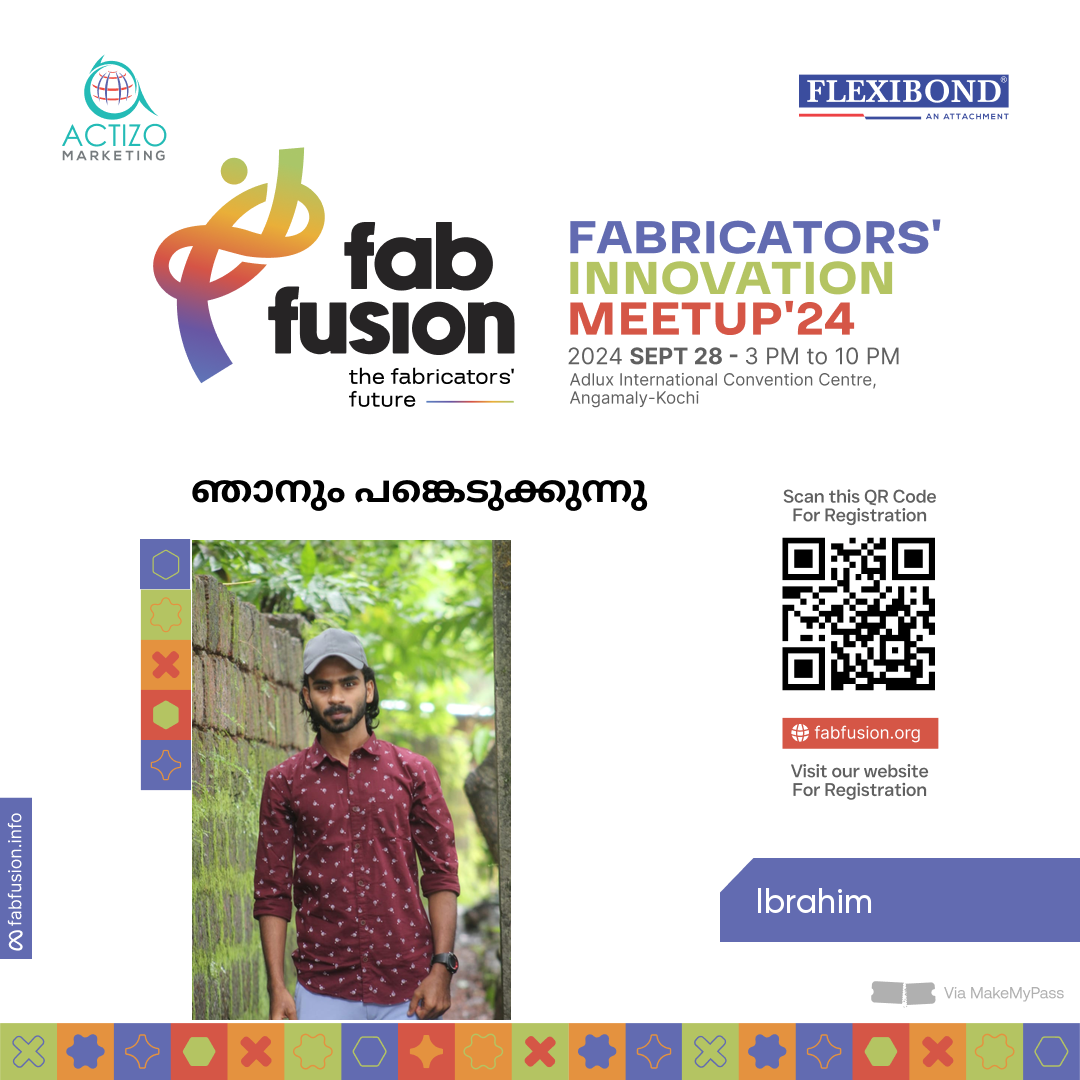 ACTIZO
MARKETING
FLEXIBOND®
AN ATTACHMENT
fab
fusion
the fabricators'
future
FABRICATORS'
INNOVATION
MEETUP'24
2024 SEPT 28 - 3 PM to 10 PM
Adlux International Convention Centre,
Angamaly-Kochi
ഞാനും പങ്കെടുക്കുന്നു
Scan this QR Code
For Registration
fabfusion.org
Visit our website
For Registration
fabfusion.info
Ibrahim
Via MakeMyPass